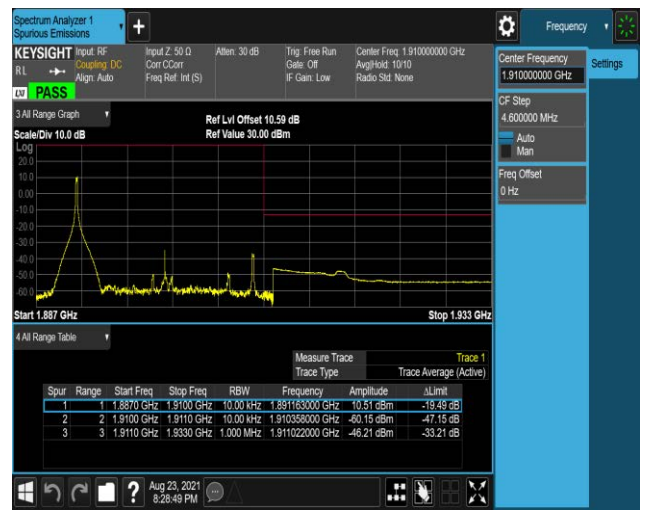 Spectrum Analyzer 1
Spurious Emissions
Frequency
KEYSIGHT Input: RF Input Z: 50 Ω Atten: 30 dB Trig: Free Run Center Freq: 1.910000000 GHz
RL Coupling: DC Corr CCorr Gate: Off Avg|Hold: 10/10
Align: Auto Freq Ref: Int (S) IF Gain: Low Radio Std: None
LXI PASS
Center Frequency
1.910000000 GHz
Settings
CF Step
4.600000 MHz
Auto
Man
Freq Offset
0 Hz
3 All Range Graph
Ref Lvl Offset 10.59 dB
Scale/Div 10.0 dB Ref Value 30.00 dBm
Log
20.0
10.0
0.00
-10.0
-20.0
-30.0
-40.0
-50.0
-60.0
Start 1.887 GHz Stop 1.933 GHz
4 All Range Table
Measure Trace Trace 1
Trace Type Trace Average (Active)
Spur Range Start Freq Stop Freq RBW Frequency Amplitude ΔLimit
1 1 1.8870 GHz 1.9100 GHz 10.00 kHz 1.891163000 GHz 10.51 dBm -19.49 dB
2 2 1.9100 GHz 1.9110 GHz 10.00 kHz 1.910358000 GHz -60.15 dBm -47.15 dB
3 3 1.9110 GHz 1.9330 GHz 1.000 MHz 1.911022000 GHz -46.21 dBm -33.21 dB
Aug 23, 2021
8:28:49 PM